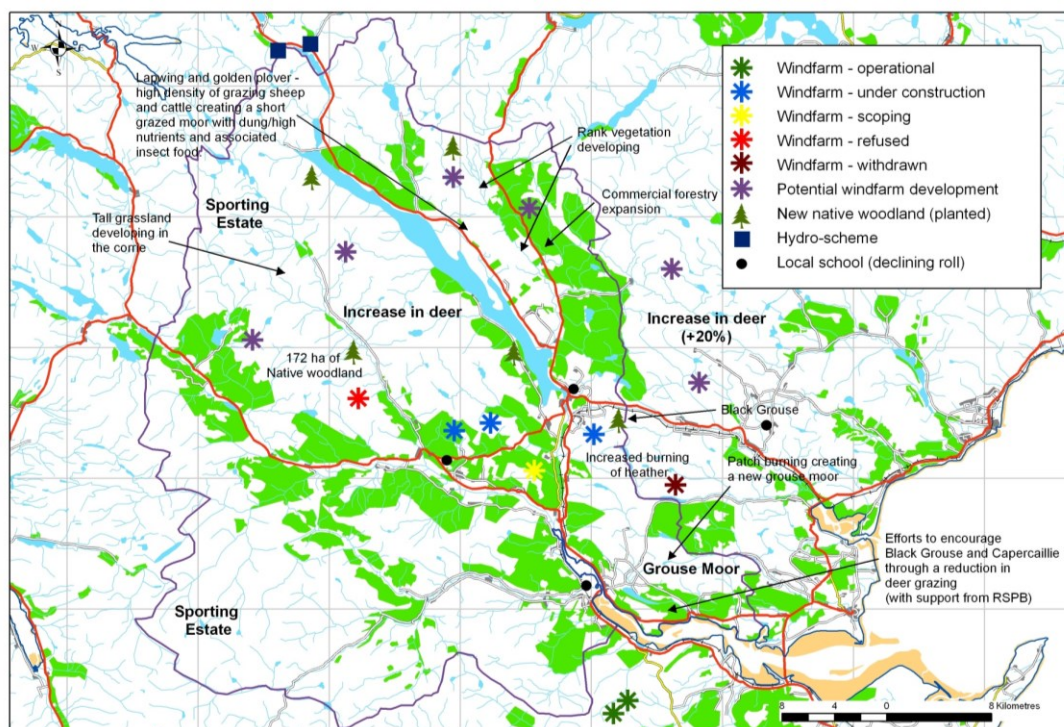 W
S
Lapwing and golden plover -
high density of grazing sheep
and cattle creating a short
grazed moor with dung/high
nutrients and associated
insect food.
Rank vegetation
developing
Commercial forestry
expansion
Windfarm - operational
Windfarm - under construction
Windfarm - scoping
Windfarm - refused
Windfarm - withdrawn
Potential windfarm development
New native woodland (planted)
Hydro-scheme
Local school (declining roll)
Sporting
Estate
Tall grassland
developing in
the corrie
Increase in deer
Increase in deer
(+20%)
172 ha of
Native woodland
Black Grouse
Increased burning
of heather
Patch burning creating
a new grouse moor
Efforts to encourage
Black Grouse and Capercaillie
through a reduction in
deer grazing
(with support from RSPB)
Grouse Moor
Sporting
Estate
8 4 0 8 Kilometres